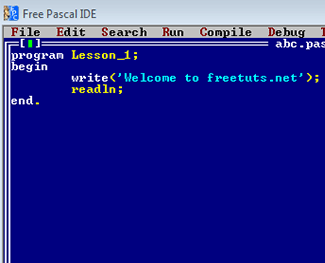 Free Pascal IDE
File Edit Search Run Compile Debug
[ ] abc.pas
program Lesson_1;
begin
write('Welcome to freetuts.net');
readln;
end.